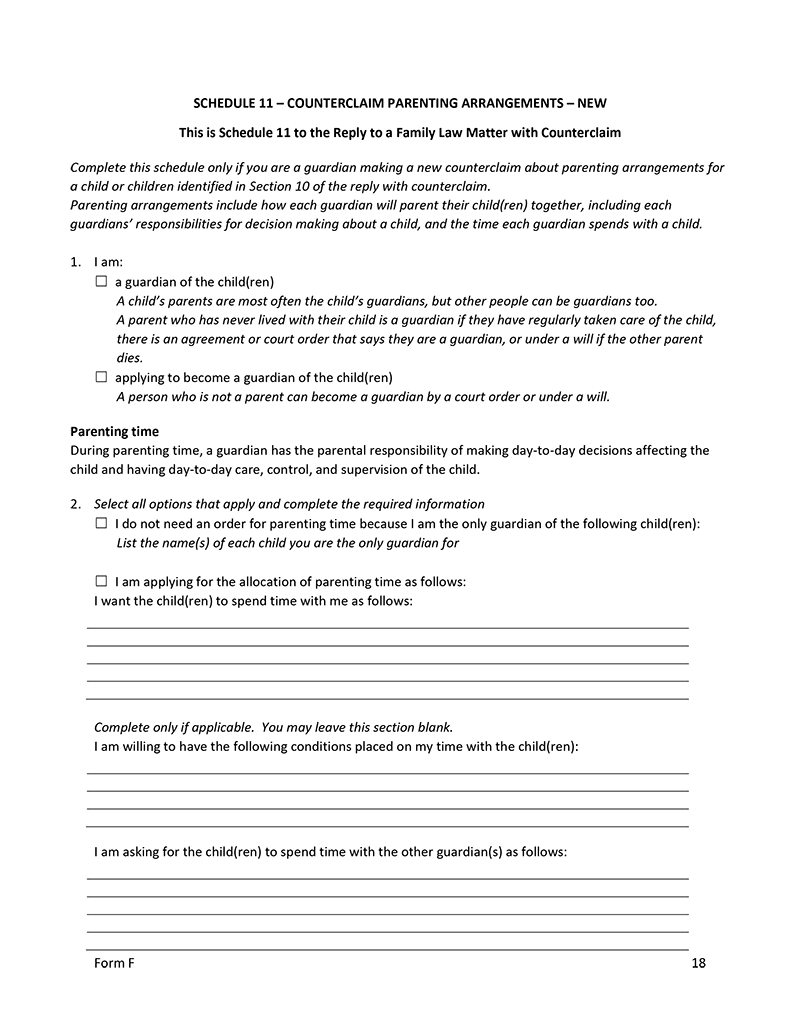 SCHEDULE 11 – COUNTERCLAIM PARENTING ARRANGEMENTS – NEW
This is Schedule 11 to the Reply to a Family Law Matter with Counterclaim
Complete this schedule only if you are a guardian making a new counterclaim about parenting arrangements for
a child or children identified in Section 10 of the reply with counterclaim.
Parenting arrangements include how each guardian will parent their child(ren) together, including each
guardians’ responsibilities for decision making about a child, and the time each guardian spends with a child.
1. I am:
☐ a guardian of the child(ren)
A child’s parents are most often the child’s guardians, but other people can be guardians too.
A parent who has never lived with their child is a guardian if they have regularly taken care of the child,
there is an agreement or court order that says they are a guardian, or under a will if the other parent
dies.
☐ applying to become a guardian of the child(ren)
A person who is not a parent can become a guardian by a court order or under a will.
Parenting time
During parenting time, a guardian has the parental responsibility of making day-to-day decisions affecting the
child and having day-to-day care, control, and supervision of the child.
2. Select all options that apply and complete the required information
☐ I do not need an order for parenting time because I am the only guardian of the following child(ren):
List the name(s) of each child you are the only guardian for
☐ I am applying for the allocation of parenting time as follows:
I want the child(ren) to spend time with me as follows:
Complete only if applicable. You may leave this section blank.
I am willing to have the following conditions placed on my time with the child(ren):
I am asking for the child(ren) to spend time with the other guardian(s) as follows:
Form F 18